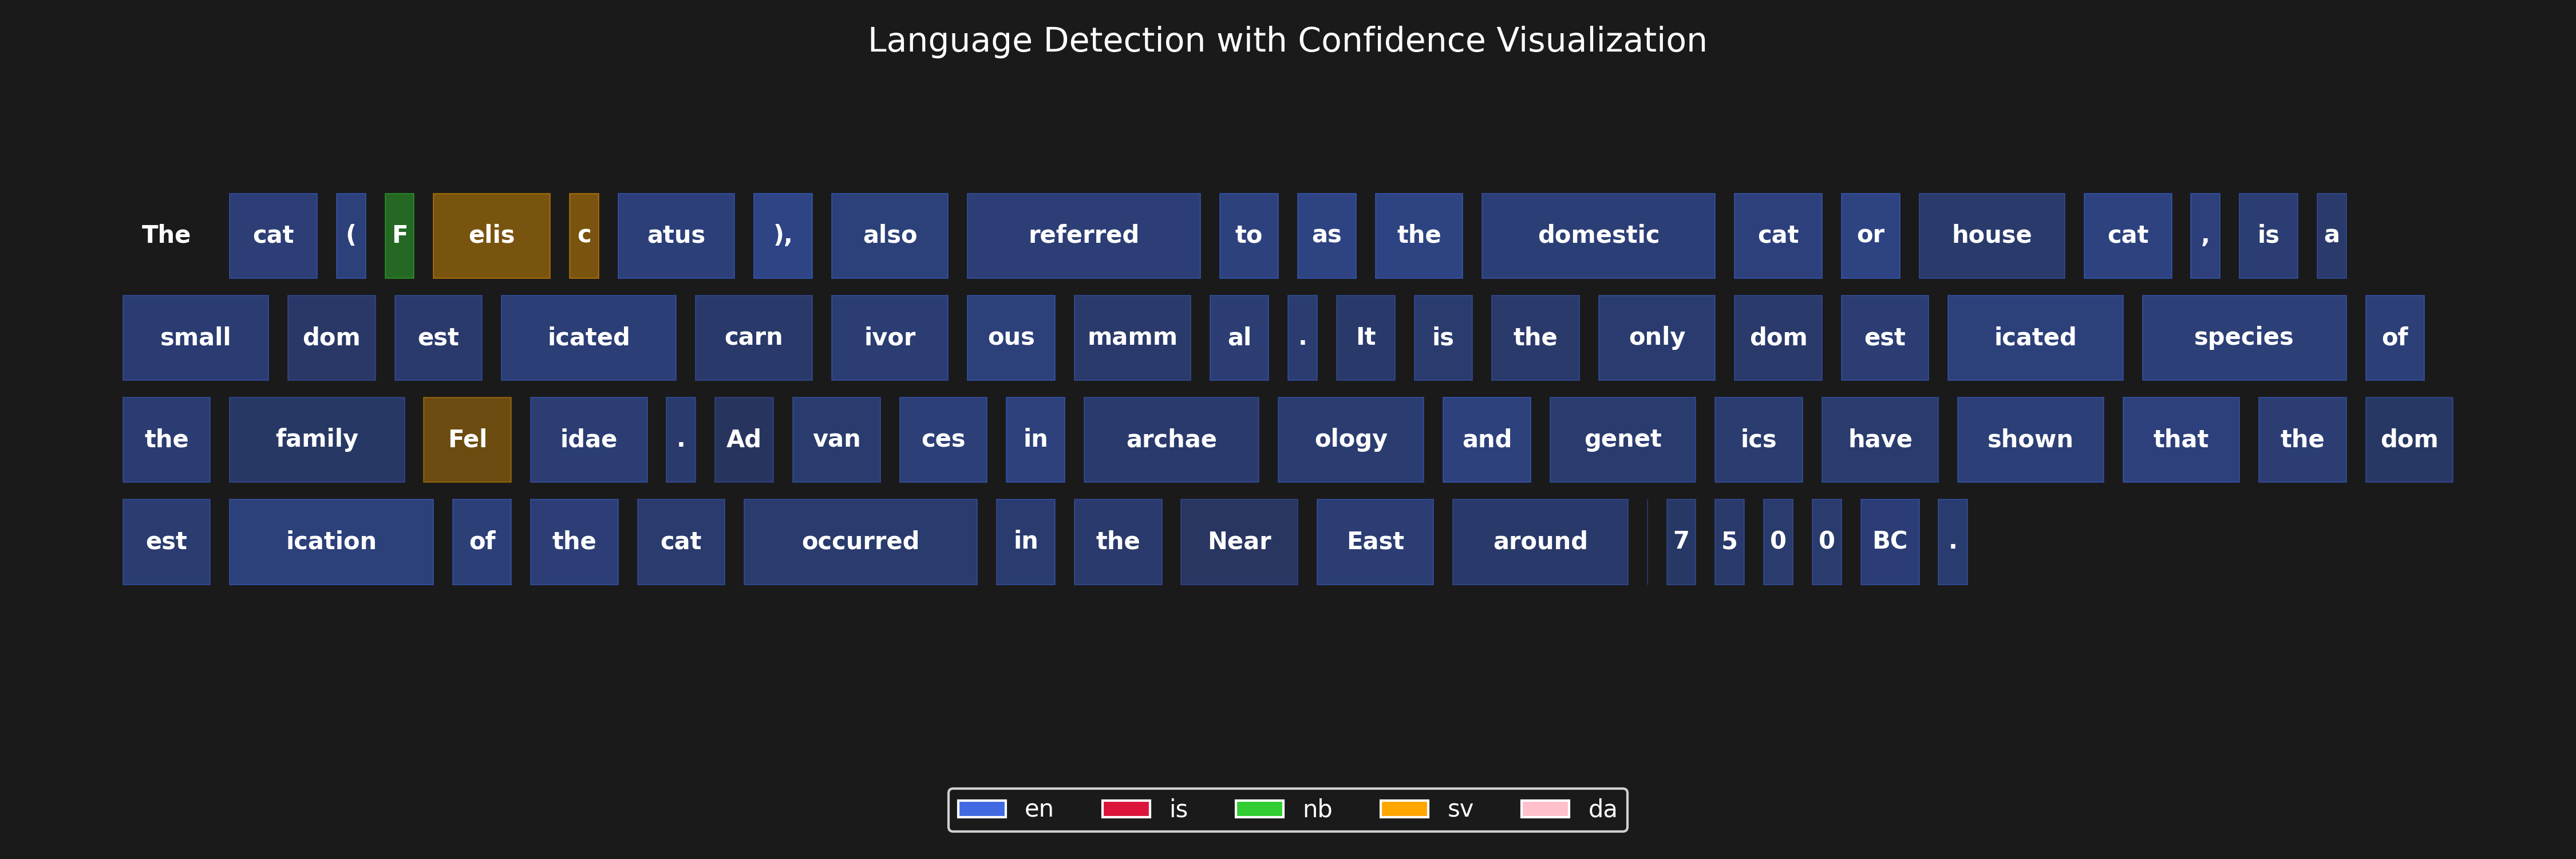 Language Detection with Confidence Visualization
The cat ( F elis c atus ), also referred to as the domestic cat or house cat , is a
small dom est icated carn ivor ous mamm al . It is the only dom est icated species of
the family Fel idae . Ad van ces in archae ology and genet ics have shown that the dom
est ication of the cat occurred in the Near East around 7 5 0 0 BC .
en is nb sv da